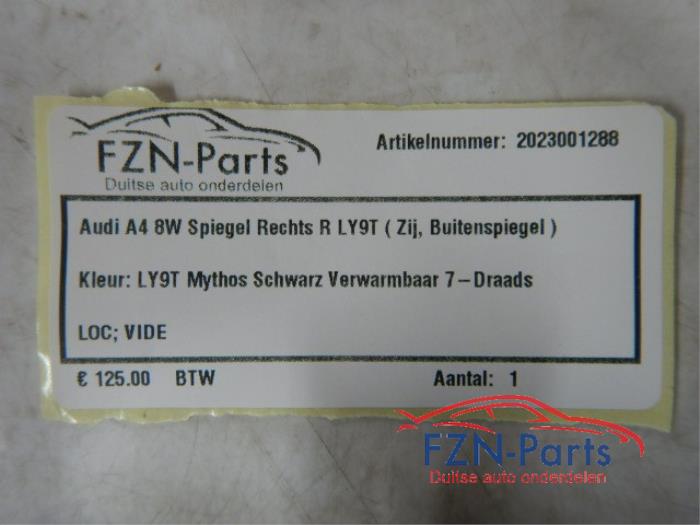 FZN-Parts
Duitse auto onderdelen
Artikelnummer: 2023001288
Audi A4 8W Spiegel Rechts R LY9T ( Zij, Buitenspiegel )
Kleur: LY9T Mythos Schwarz Verwarmbaar 7-Draads
LOC; VIDE
€ 125.00 BTW Aantal: 1
FZN-Parts
Duitse auto onderdelen